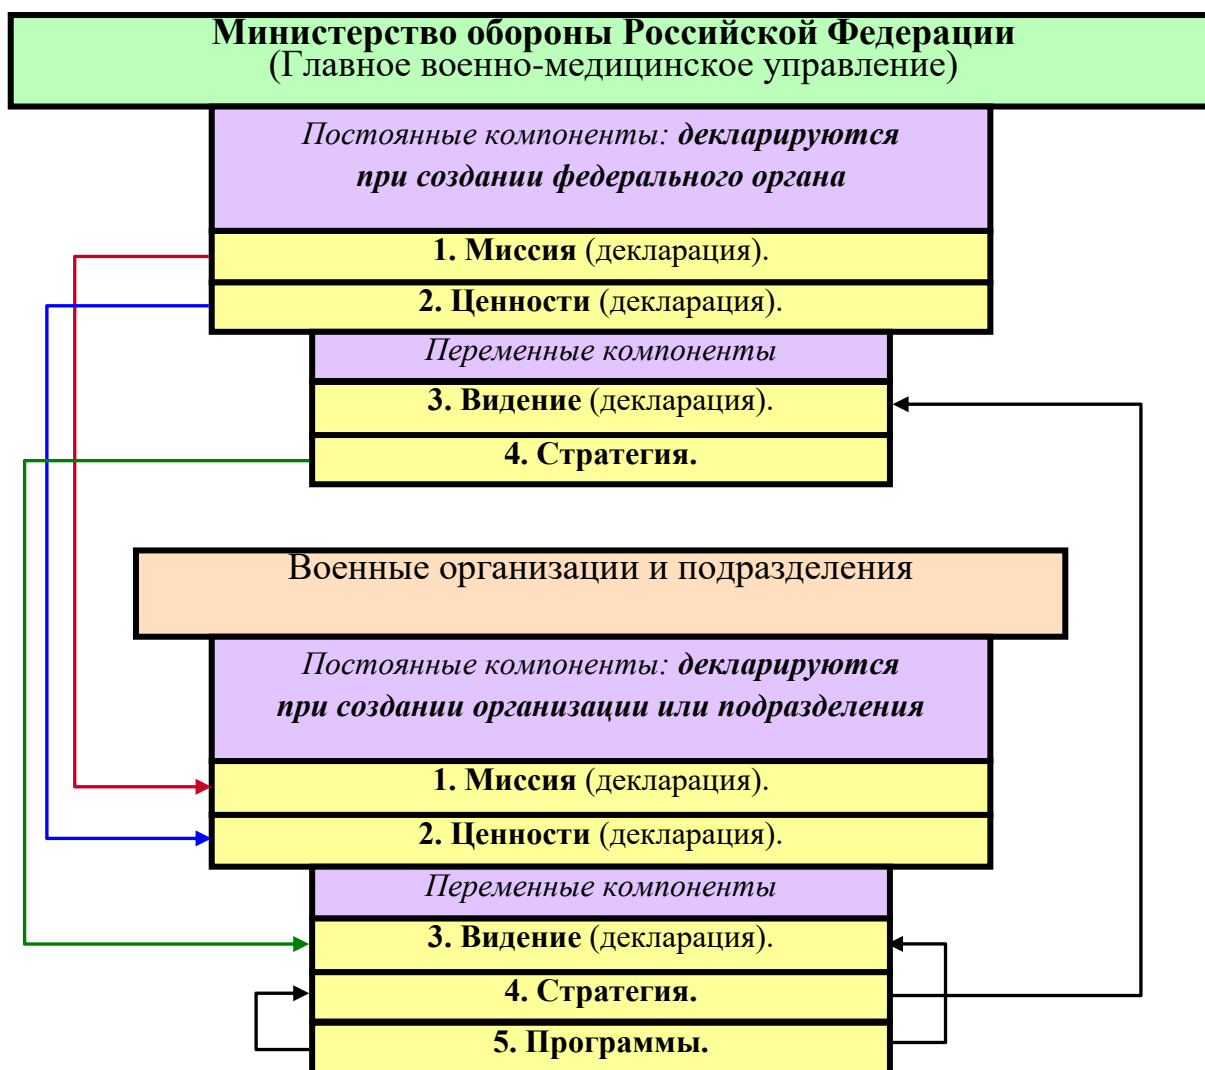 Министерство обороны Российской Федерации
(Главное военно-медицинское управление)
Постоянные компоненты: декларируются
при создании федерального органа
1. Миссия (декларация).
2. Ценности (декларация).
Переменные компоненты
3. Видение (декларация).
4. Стратегия.
Военные организации и подразделения
Постоянные компоненты: декларируются
при создании организации или подразделения
1. Миссия (декларация).
2. Ценности (декларация).
Переменные компоненты
3. Видение (декларация).
4. Стратегия.
5. Программы.